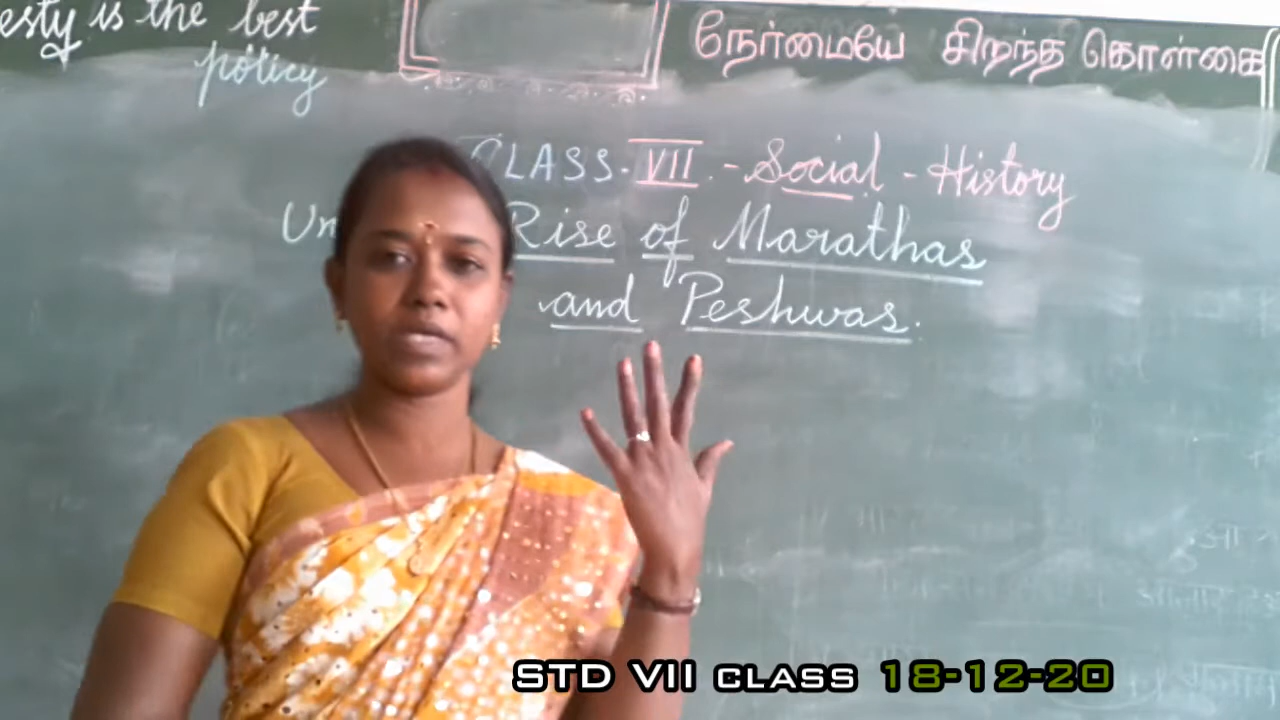 esty is the best
policy
நேர்மையே சிறந்த கொள்கை
CLASS. VII. - Social - History
Un Rise of Marathas
and Peshwas.
STD VII CLASS 18-12-20